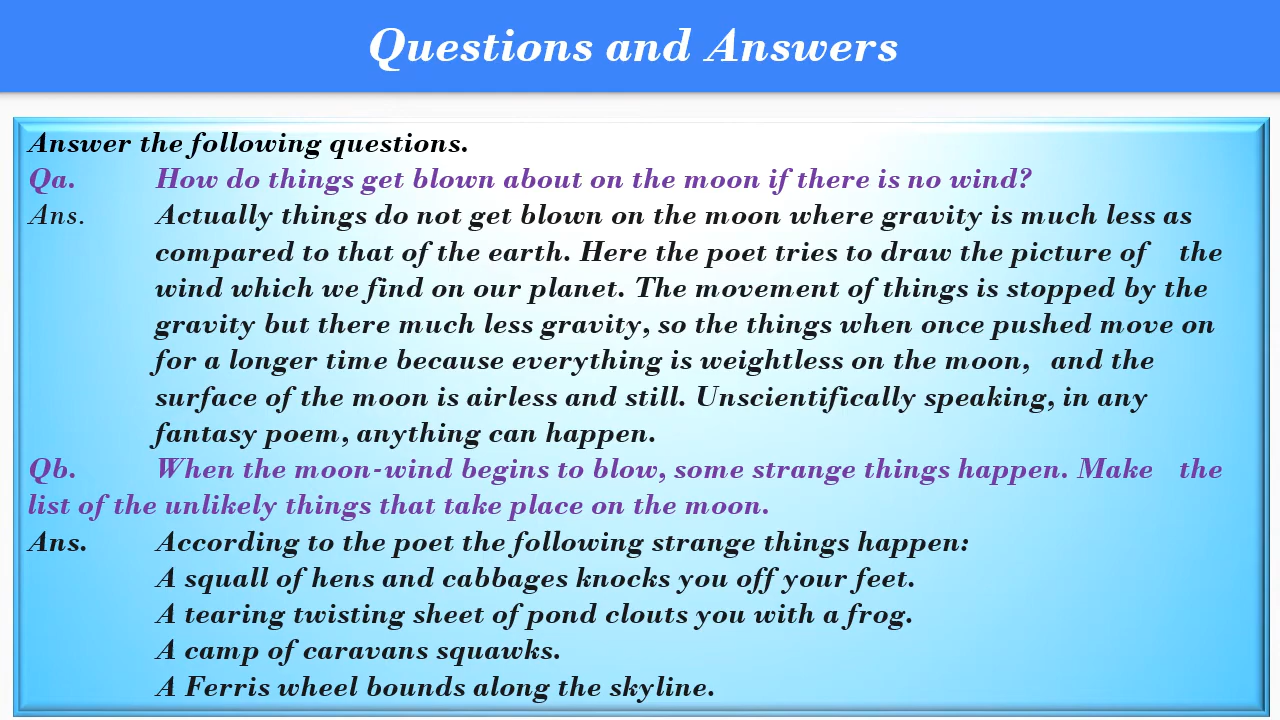 Questions and Answers
Answer the following questions.
Qa. How do things get blown about on the moon if there is no wind?
Ans. Actually things do not get blown on the moon where gravity is much less as
compared to that of the earth. Here the poet tries to draw the picture of the
wind which we find on our planet. The movement of things is stopped by the
gravity but there much less gravity, so the things when once pushed move on
for a longer time because everything is weightless on the moon, and the
surface of the moon is airless and still. Unscientifically speaking, in any
fantasy poem, anything can happen.
Qb. When the moon-wind begins to blow, some strange things happen. Make the
list of the unlikely things that take place on the moon.
Ans. According to the poet the following strange things happen:
A squall of hens and cabbages knocks you off your feet.
A tearing twisting sheet of pond clouts you with a frog.
A camp of caravans squawks.
A Ferris wheel bounds along the skyline.